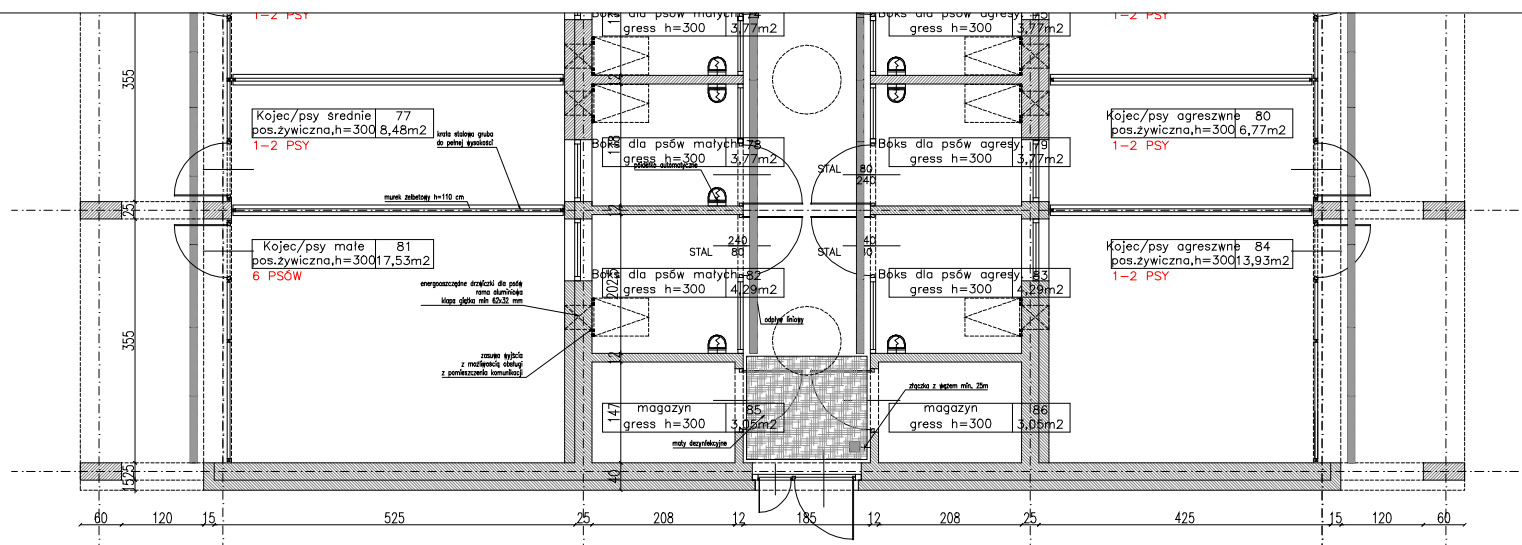 1-2 PSY
Boks dla psów małych
gress h=300 3,77m2
Boks dla psów agresy.
gress h=300 3,77m2
1-2 PSY
355
12
12
Kojec/psy średnie 77
pos.żywiczna,h=300 8,48m2
1-2 PSY
krata stalowa gruba
do pełnej wysokości
Boks dla psów małych 78
gress h=300 3,77m2
poidełko automatyczne
STAL 80
240
Boks dla psów agresy. 79
gress h=300 3,77m2
Kojec/psy agreszwne 80
pos.żywiczna,h=300 6,77m2
1-2 PSY
murek żelbetowy h=110 cm
25
12
Kojec/psy małe 81
pos.żywiczna,h=300 17,53m2
6 PSÓW
240
STAL 80
STAL
Kojec/psy agreszwne 84
pos.żywiczna,h=300 13,93m2
1-2 PSY
Boks dla psów małych 82
gress h=300 4,29m2
Boks dla psów agresy. 83
gress h=300 4,29m2
energooszczędne drzwiczki dla psów
rama aluminiowa
klapa giętka min 62x32 mm
2025
odpływ liniowy
355
12
zasuwa wyjścia
z możliwością obsługi
z pomieszczenia komunikacji
złączka z wężem min. 25m
147
magazyn 85
gress h=300 3,05m2
maty dezynfekcyjne
magazyn 86
gress h=300 3,05m2
1525
40
60 120 15 525 25 208 12 185 12 208 25 425 15 120 60